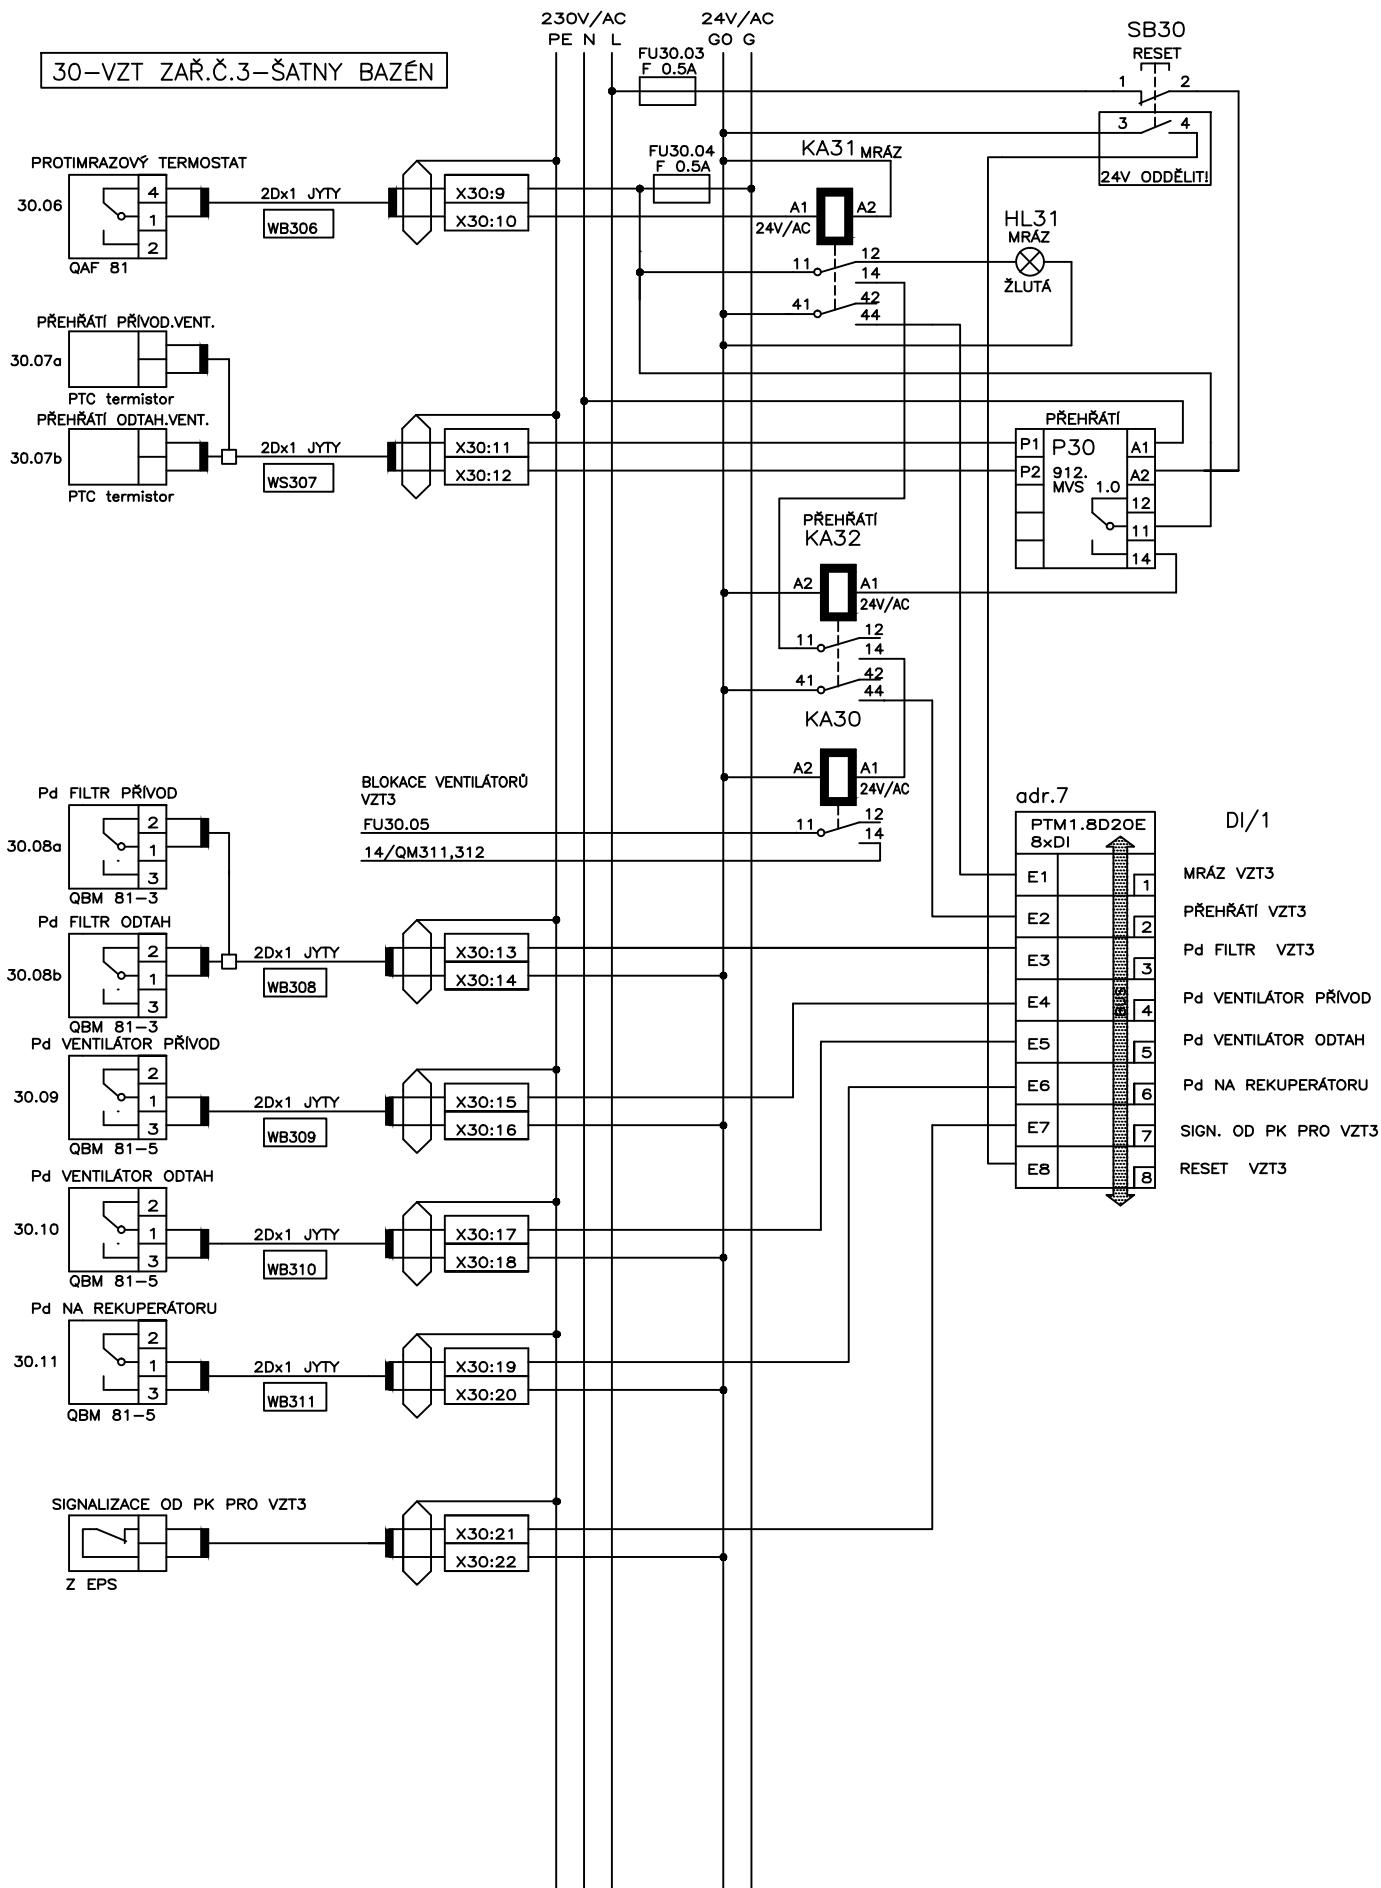 230V/AC
PE N L
24V/AC
G0 G
30-VZT ZAŘ.Č.3-ŠATNY BAZÉN
FU30.03
F 0.5A
SB30
RESET
1
2
3
4
24V ODDĚLIT!
PROTIMRAZOVÝ TERMOSTAT
30.06
4
1
2
QAF 81
2Dx1 JYTY
WB306
X30:9
X30:10
FU30.04
F 0.5A
KA31 MRÁZ
A1
A2
24V/AC
11
12
14
41
42
44
HL31
MRÁZ
ŽLUTÁ
PŘEHŘÁTÍ PŘÍVOD.VENT.
30.07a
PTC termistor
PŘEHŘÁTÍ ODTAH.VENT.
30.07b
PTC termistor
2Dx1 JYTY
WS307
X30:11
X30:12
PŘEHŘÁTÍ
P1
P30
A1
P2
912.
MVS 1.0
A2
12
11
14
PŘEHŘÁTÍ
KA32
A2
A1
24V/AC
11
12
14
41
42
44
KA30
A2
A1
24V/AC
11
12
14
BLOKACE VENTILÁTORŮ
VZT3
FU30.05
14/QM311,312
Pd FILTR PŘÍVOD
30.08a
2
1
3
QBM 81-3
Pd FILTR ODTAH
30.08b
2
1
3
QBM 81-3
2Dx1 JYTY
WB308
X30:13
X30:14
Pd VENTILÁTOR PŘÍVOD
30.09
2
1
3
QBM 81-5
2Dx1 JYTY
WB309
X30:15
X30:16
Pd VENTILÁTOR ODTAH
30.10
2
1
3
QBM 81-5
2Dx1 JYTY
WB310
X30:17
X30:18
Pd NA REKUPERÁTORU
30.11
2
1
3
QBM 81-5
2Dx1 JYTY
WB311
X30:19
X30:20
SIGNALIZACE OD PK PRO VZT3
Z EPS
X30:21
X30:22
adr.7
DI/1
PTM1.8D20E
8xDI
BUS
E1
1
MRÁZ VZT3
E2
2
PŘEHŘÁTÍ VZT3
E3
3
Pd FILTR VZT3
E4
4
Pd VENTILÁTOR PŘÍVOD
E5
5
Pd VENTILÁTOR ODTAH
E6
6
Pd NA REKUPERÁTORU
E7
7
SIGN. OD PK PRO VZT3
E8
8
RESET VZT3